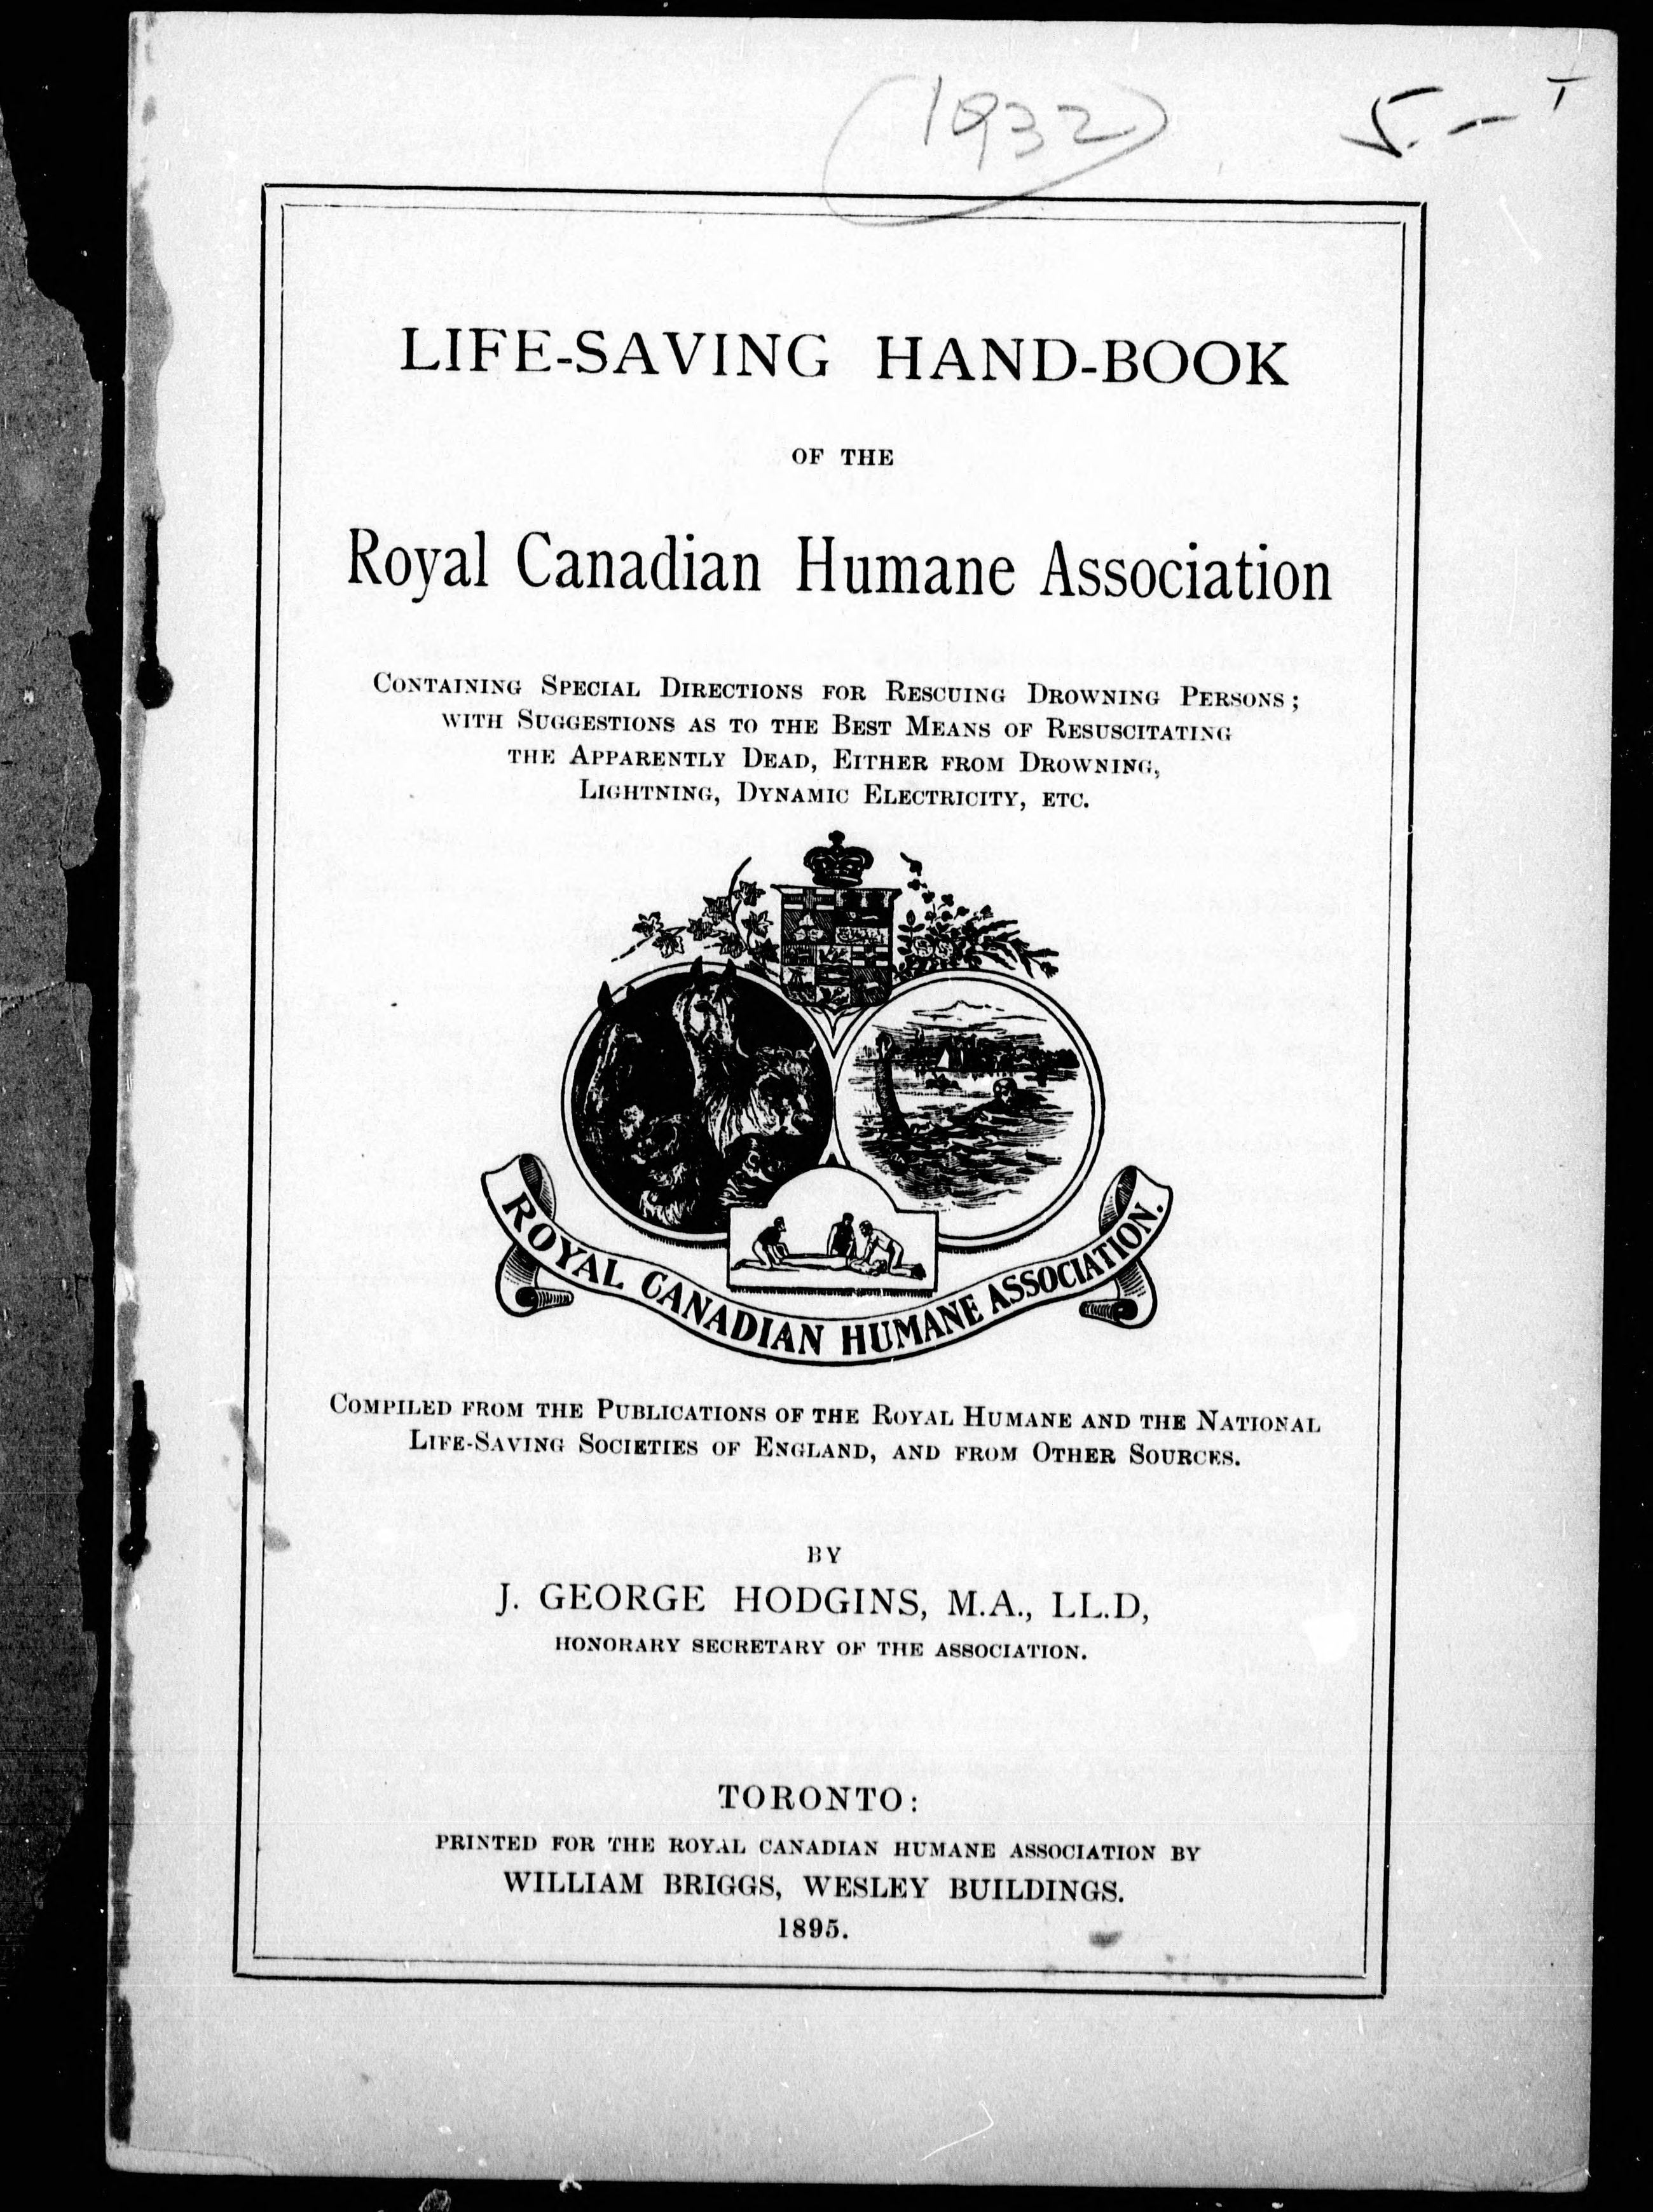 (1932)
5.—
LIFE-SAVING HAND-BOOK
OF THE
Royal Canadian Humane Association
CONTAINING SPECIAL DIRECTIONS FOR RESCUING DROWNING PERSONS;
WITH SUGGESTIONS AS TO THE BEST MEANS OF RESUSCITATING
THE APPARENTLY DEAD, EITHER FROM DROWNING,
LIGHTNING, DYNAMIC ELECTRICITY, ETC.
ROYAL CANADIAN HUMANE ASSOCIATION.
COMPILED FROM THE PUBLICATIONS OF THE ROYAL HUMANE AND THE NATIONAL
LIFE-SAVING SOCIETIES OF ENGLAND, AND FROM OTHER SOURCES.
BY
J. GEORGE HODGINS, M.A., LL.D,
HONORARY SECRETARY OF THE ASSOCIATION.
TORONTO:
PRINTED FOR THE ROYAL CANADIAN HUMANE ASSOCIATION BY
WILLIAM BRIGGS, WESLEY BUILDINGS.
1895.